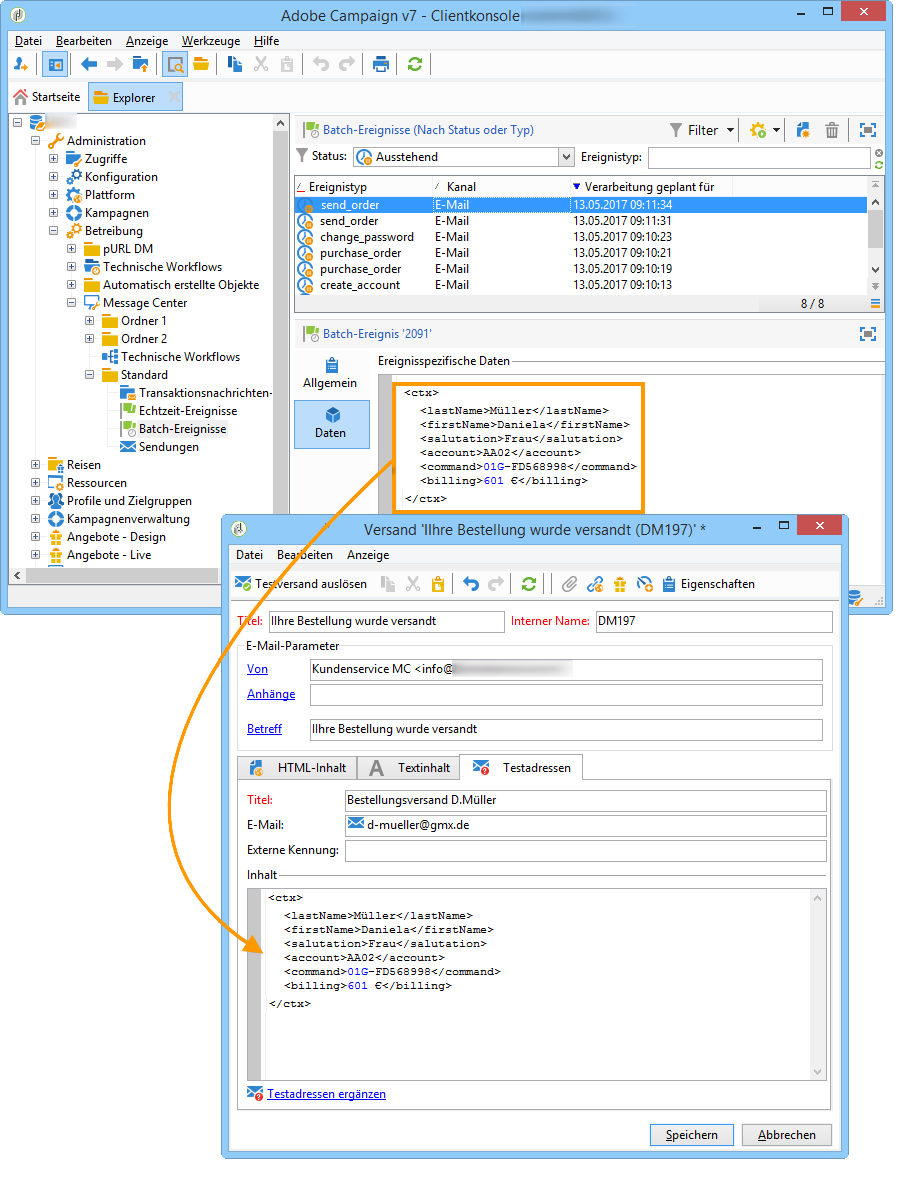 Adobe Campaign v7 - Clientkonsole
Datei Bearbeiten Anzeige Werkzeuge Hilfe
Startseite Explorer
Administration
Zugriffe
Konfiguration
Plattform
Kampagnen
Betreibung
pURL DM
Technische Workflows
Automatisch erstellte Objekte
Message Center
Ordner 1
Ordner 2
Technische Workflows
Standard
Transaktionsnachrichten-
Echtzeit-Ereignisse
Batch-Ereignisse
Sendungen
Reisen
Ressourcen
Profile und Zielgruppen
Kampagnenverwaltung
Angebote - Design
Angebote - Live
Batch-Ereignisse (Nach Status oder Typ) Filter
Status: Ausstehend Ereignistyp:
Ereignistyp Kanal Verarbeitung geplant für
send_order E-Mail 13.05.2017 09:11:34
send_order E-Mail 13.05.2017 09:11:31
change_password E-Mail 13.05.2017 09:10:23
purchase_order E-Mail 13.05.2017 09:10:21
purchase_order E-Mail 13.05.2017 09:10:19
create_account E-Mail 13.05.2017 09:10:13
8 / 8
Batch-Ereignis '2091'
Allgemein
Daten
Ereignispezifische Daten
<ctx>
<lastName>Müller</lastName>
<firstName>Daniela</firstName>
<salutation>Frau</salutation>
<account>AA02</account>
<command>01G-FD568998</command>
<billing>601 €</billing>
</ctx>
Versand 'IIhre Bestellung wurde versandt (DM197)' *
Datei Bearbeiten Anzeige
Testversand auslösen Eigenschaften
Titel: IIhre Bestellung wurde versandt Interner Name: DM197
E-Mail-Parameter
Von Kundenservice MC <info@
Anhänge
Betreff IIhre Bestellung wurde versandt
HTML-Inhalt A Textinhalt Testadressen
Titel: Bestellungsversand D.Müller
E-Mail: d-mueller@gmx.de
Externe Kennung:
Inhalt
<ctx>
<lastName>Müller</lastName>
<firstName>Daniela</firstName>
<salutation>Frau</salutation>
<account>AA02</account>
<command>01G-FD568998</command>
<billing>601 €</billing>
</ctx>
Testadressen ergänzen
Speichern Abbrechen